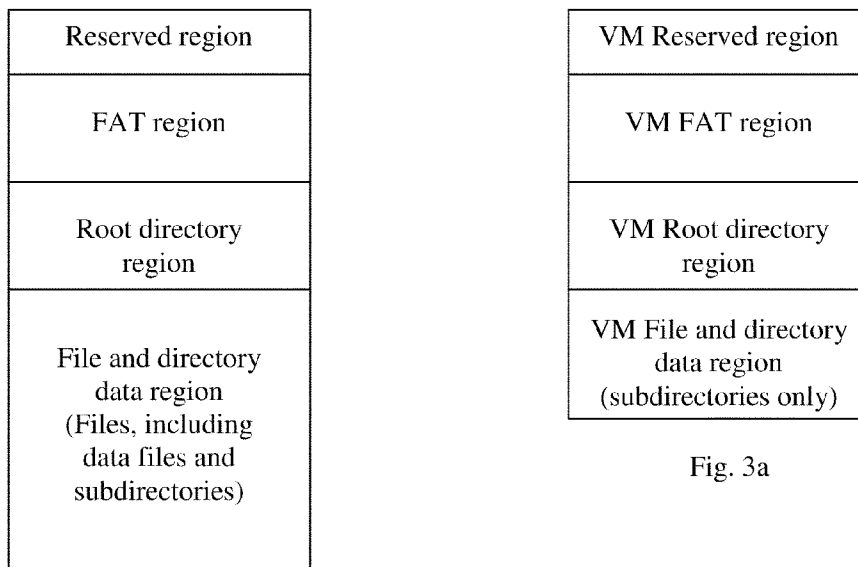 Reserved region
FAT region
Root directory
region
File and directory
data region
(Files, including
data files and
subdirectories)
VM Reserved region
VM FAT region
VM Root directory
region
VM File and directory
data region
(subdirectories only)
Fig. 3a